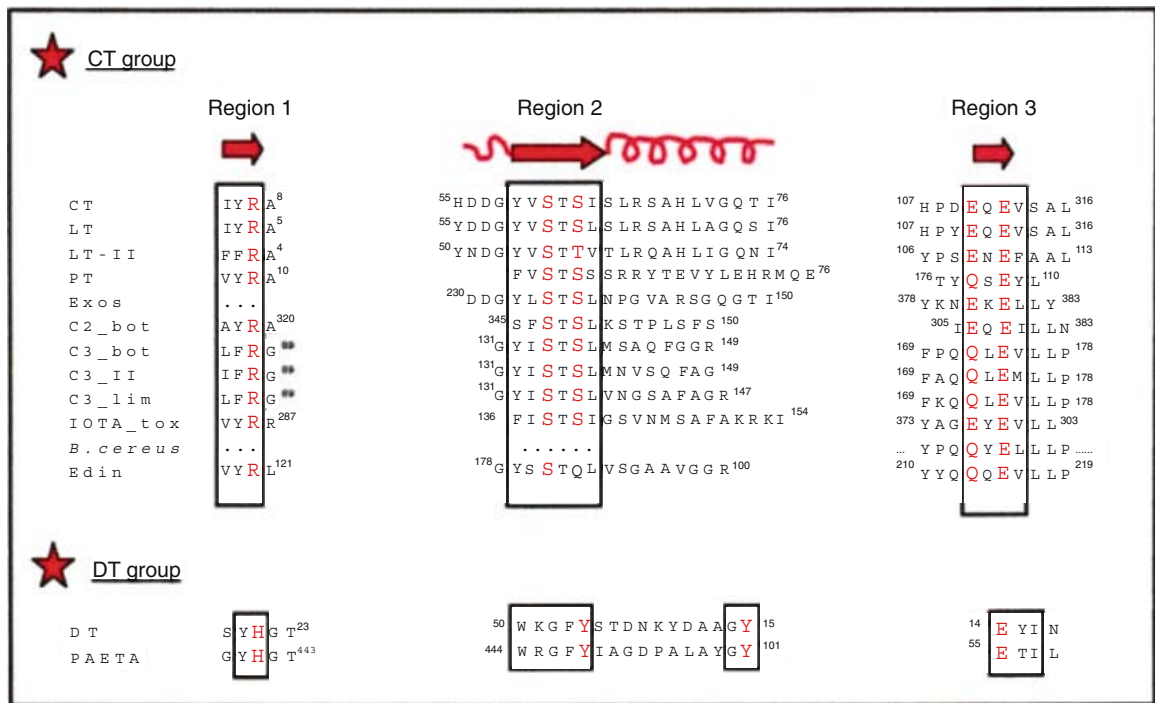 CT group
Region 1 Region 2 Region 3
CT IYRA8 55HDDGYVSTSISLRSAHLVGQTI76 107HPDEQEVSAL316
LT IYRA5 55YDDGYVSTSLSLRSAHLAGQSI76 107HPYEQEVSAL316
LT-II FFRA4 50YNDGYVSTTVTLRQAHLIGQNI74 106YPSENEFAAL113
PT VYRA10 FVSTSSSRRYTEVYLEHRMQE76 176TYQSEYL110
Exos ... 230DDGYLSTSLNPGVARSGQGTI150 378YKNEKELLY383
C2_bot AYRA320 345SFSTSLKSTPLSFS150 305IEQEILLN383
C3_bot LFRG 131GYISTSLMSAQFGGR149 169FPQQLEVLLP178
C3_II IFRG 131GYISTSLMNVSQFAG149 169FAQQLEMLLP178
C3_lim LFRG 131GYISTSLVNGSAFAGR147 169FKQQLEVLLP178
IOTA_tox VYRR287 136FISTSIGSVNMSAFAKRKI154 373YAGEYEVLL303
B.cereus ...... ... YPQQYELLLP ......
Edin VYRL121 178GYSSTQLVSGAAVGGR100 210YYQQQEVLLP219
DT group
DT SYHGT23 50WKGFYSTDNKYDAAGY15 14EYIN
PAETA GYHGT443 444WRGFYIAGDPALAYGY101 55ETIL